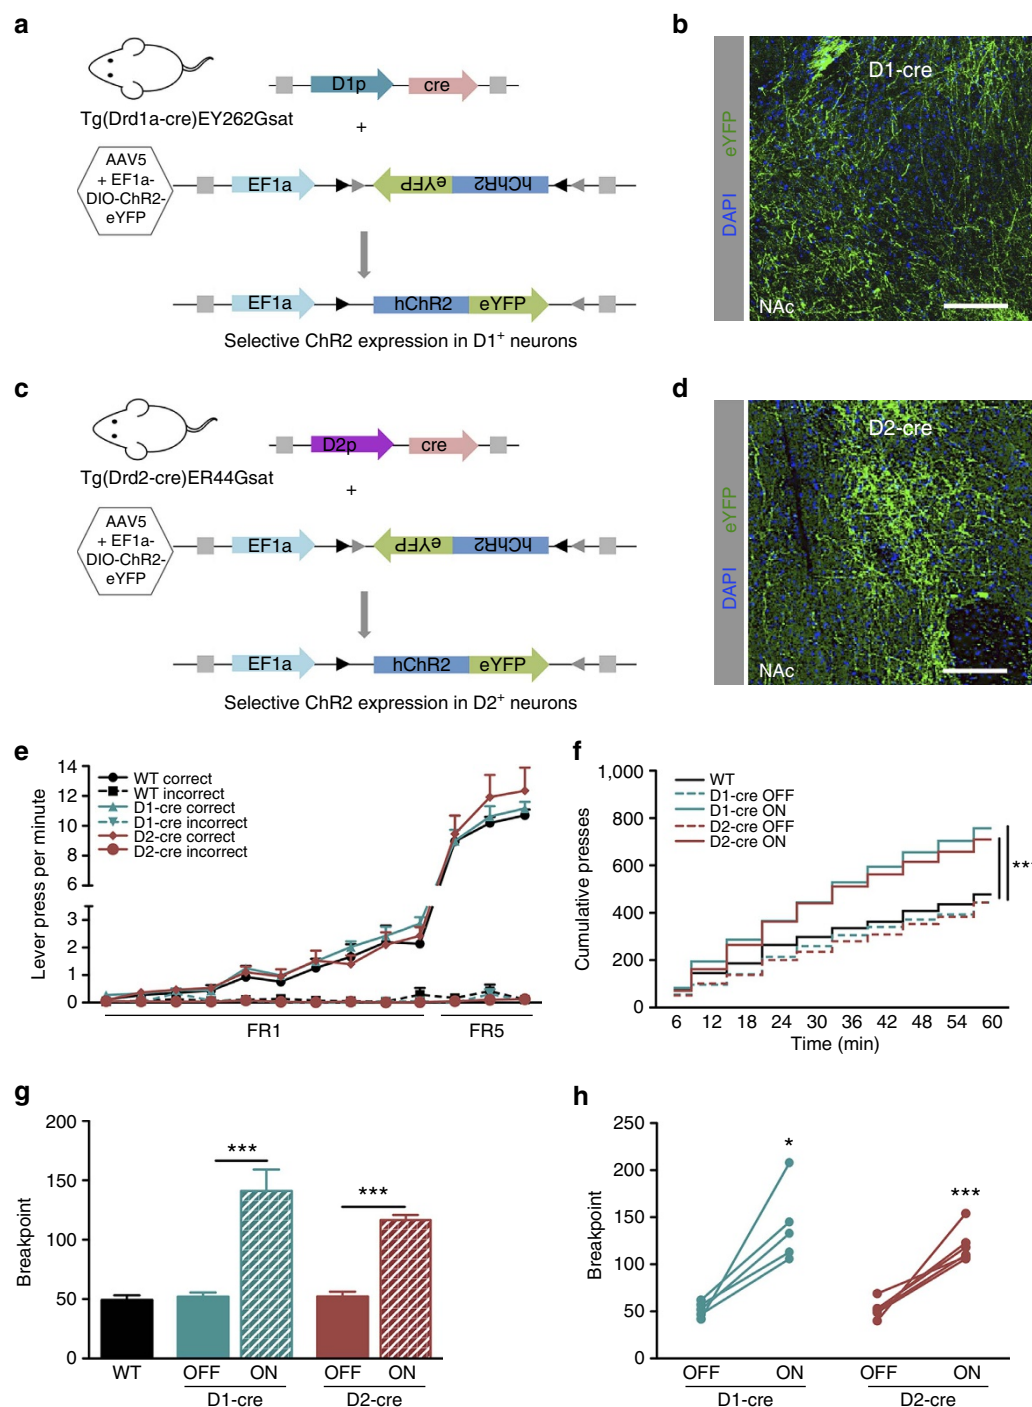 a
D1p
cre
Tg(Drd1a-cre)EY262Gsat
+
AAV5
+ EF1a-
DIO-ChR2-
eYFP
EF1a
eYFP
hChR2
EF1a
hChR2
eYFP
Selective ChR2 expression in D1+ neurons
b
DAPI eYFP
D1-cre
NAc
c
D2p
cre
Tg(Drd2-cre)ER44Gsat
+
AAV5
+ EF1a-
DIO-ChR2-
eYFP
EF1a
eYFP
hChR2
EF1a
hChR2
eYFP
Selective ChR2 expression in D2+ neurons
d
DAPI eYFP
D2-cre
NAc
e
Lever press per minute
14
12
10
8
6
3
2
1
0
WT correct
WT incorrect
D1-cre correct
D1-cre incorrect
D2-cre correct
D2-cre incorrect
FR1
FR5
f
Cumulative presses
1,000
800
600
400
200
0
WT
D1-cre OFF
D1-cre ON
D2-cre OFF
D2-cre ON
6 12 18 24 30 36 42 48 54 60
Time (min)
g
Breakpoint
200
150
100
50
0
***
***
WT
OFF ON
OFF ON
D1-cre
D2-cre
h
Breakpoint
250
200
150
100
50
0
*
***
OFF ON
OFF ON
D1-cre
D2-cre